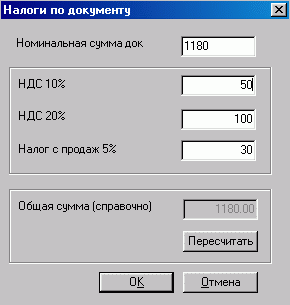 Налоги по документу
Номинальная сумма док 1180
НДС 10% 50
НДС 20% 100
Налог с продаж 5% 30
Общая сумма (справочно) 1180.00
Пересчитать
OK Отмена